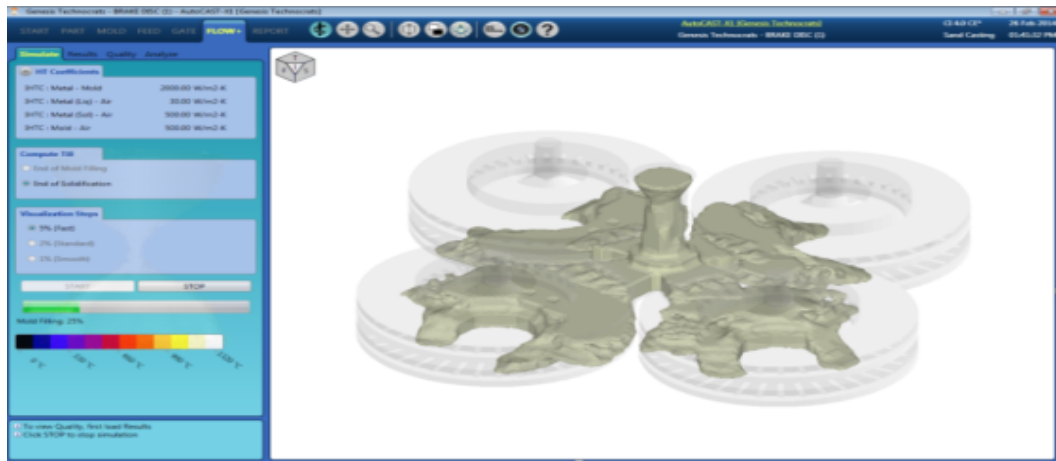 Genesis Technocrats - BRAKE DISC (1) - AutoCAST-X1 [Genesis Technocrats]
START PART MOLD FEED GATE FLOW+ REPORT
AutoCAST-X1 [Genesis Technocrats]
Genesis Technocrats - BRAKE DISC (1)
26 Feb 2014
Sand Casting
Simulate Results Quality Analyze
HT Coefficients
IHTC : Metal - Mold 2000.00 W/m2-K
IHTC : Metal (Liq) - Air W/m2-K
IHTC : Metal (Sol) - Air 500.00 W/m2-K
IHTC : Mold - Air 500.00 W/m2-K
Compute Till
End of Mold Filling
End of Solidification
Visualization Steps
5% (Fast)
2% (Standard)
1% (Smooth)
START STOP
Mold Filling: 25%
0 °C
To view Quality, first load Results
Click STOP to stop simulation